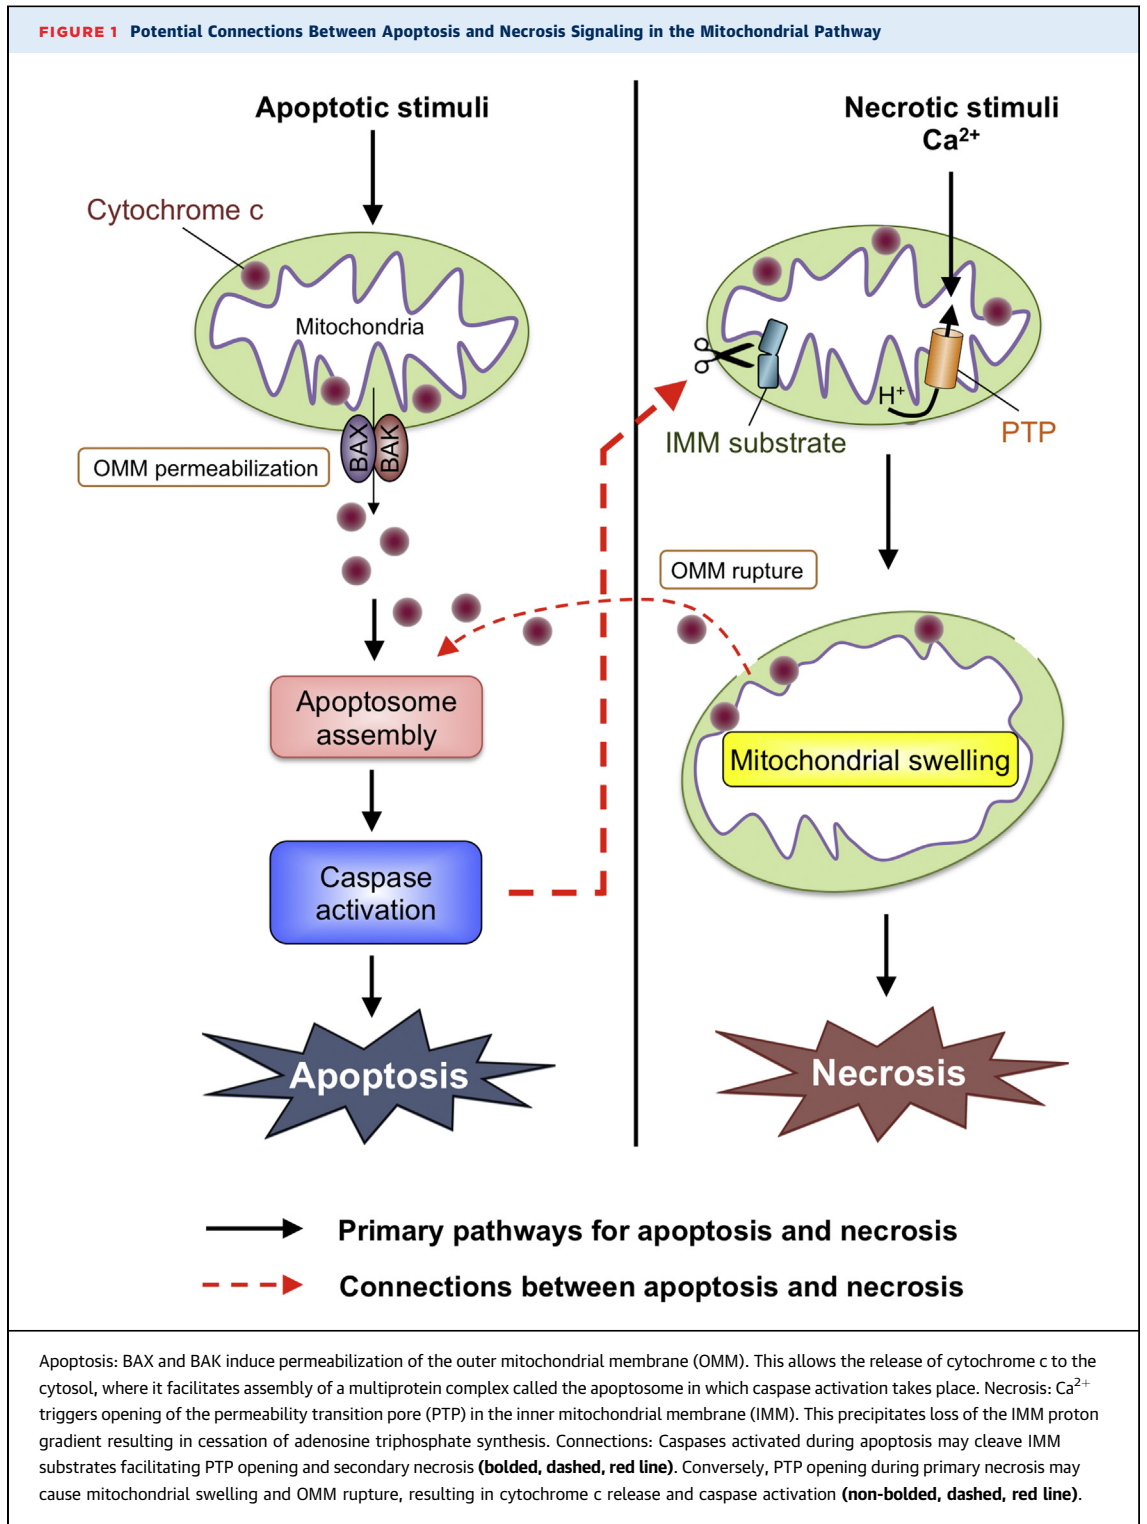 FIGURE 1 Potential Connections Between Apoptosis and Necrosis Signaling in the Mitochondrial Pathway
Apoptotic stimuli
Cytochrome c
Mitochondria
BAX
BAK
OMM permeabilization
Apoptosome
assembly
Caspase
activation
Apoptosis
Necrotic stimuli
Ca²⁺
H⁺
IMM substrate
PTP
OMM rupture
Mitochondrial swelling
Necrosis
Primary pathways for apoptosis and necrosis
Connections between apoptosis and necrosis
Apoptosis: BAX and BAK induce permeabilization of the outer mitochondrial membrane (OMM). This allows the release of cytochrome c to the
cytosol, where it facilitates assembly of a multiprotein complex called the apoptosome in which caspase activation takes place. Necrosis: Ca²⁺
triggers opening of the permeability transition pore (PTP) in the inner mitochondrial membrane (IMM). This precipitates loss of the IMM proton
gradient resulting in cessation of adenosine triphosphate synthesis. Connections: Caspases activated during apoptosis may cleave IMM
substrates facilitating PTP opening and secondary necrosis (bolded, dashed, red line). Conversely, PTP opening during primary necrosis may
cause mitochondrial swelling and OMM rupture, resulting in cytochrome c release and caspase activation (non-bolded, dashed, red line).